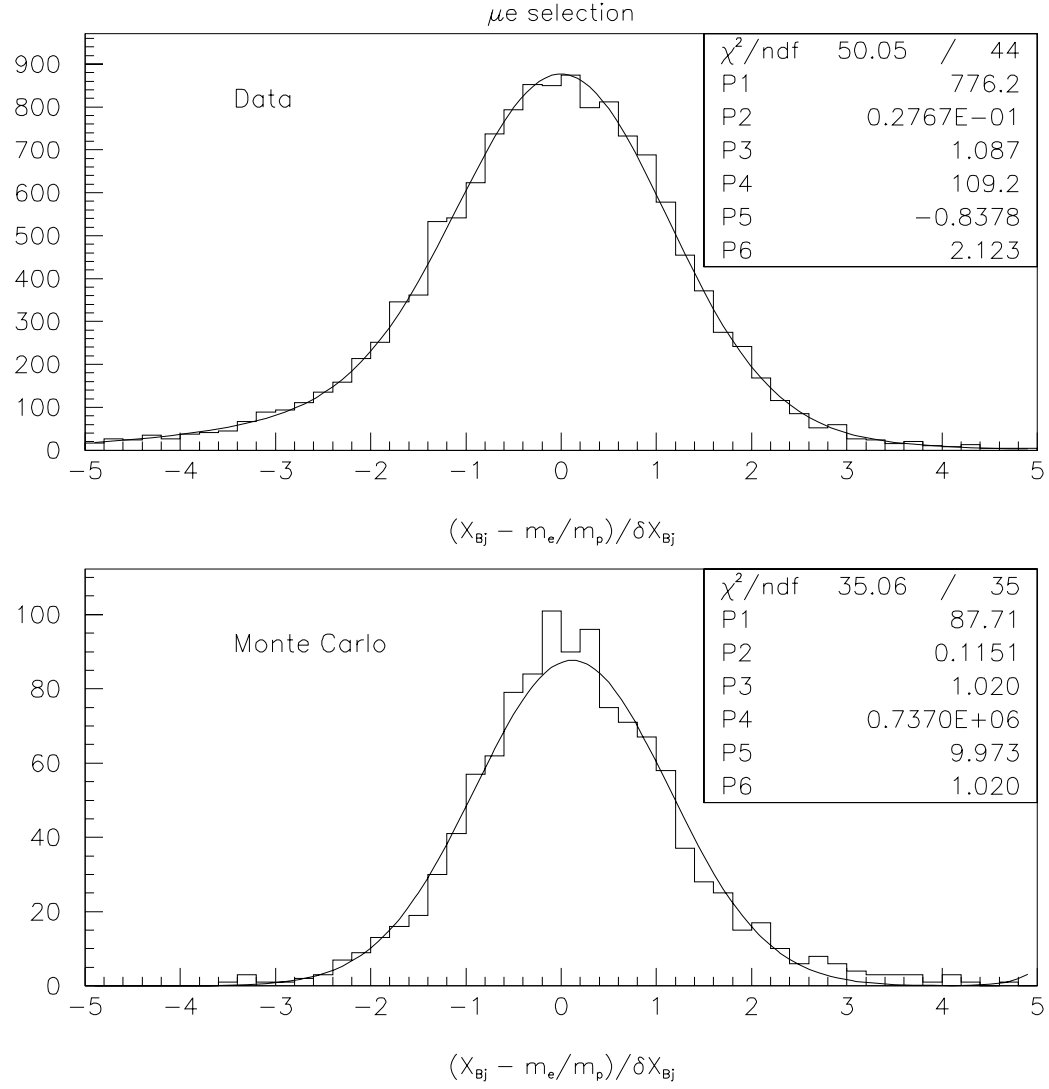 μe selection
Data
χ²/ndf 50.05 / 44
P1 776.2
P2 0.2767E−01
P3 1.087
P4 109.2
P5 −0.8378
P6 2.123
900
800
700
600
500
400
300
200
100
0
−5 −4 −3 −2 −1 0 1 2 3 4 5
(X_Bj − m_e/m_p)/δX_Bj
Monte Carlo
χ²/ndf 35.06 / 35
P1 87.71
P2 0.1151
P3 1.020
P4 0.7370E+06
P5 9.973
P6 1.020
100
80
60
40
20
0
−5 −4 −3 −2 −1 0 1 2 3 4 5
(X_Bj − m_e/m_p)/δX_Bj